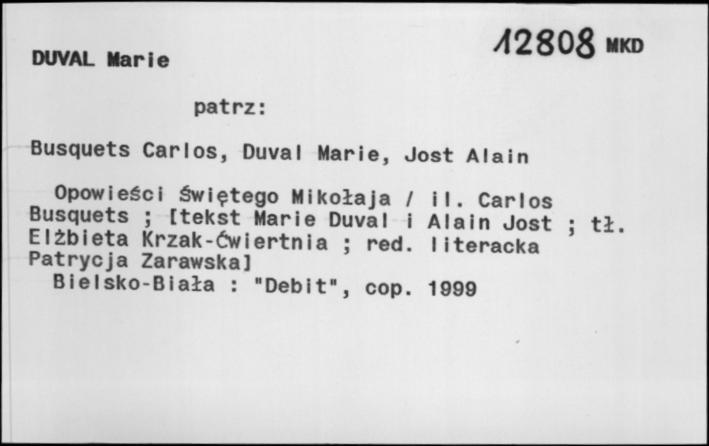 DUVAL Marie
12808 MKD
patrz:
Busquets Carlos, Duval Marie, Jost Alain
Opowieści Świętego Mikołaja / il. Carlos
Busquets ; [tekst Marie Duval i Alain Jost ; tł.
Elżbieta Krzak-Ćwiertnia ; red. literacka
Patrycja Zarawska]
Bielsko-Biała : "Debit", cop. 1999